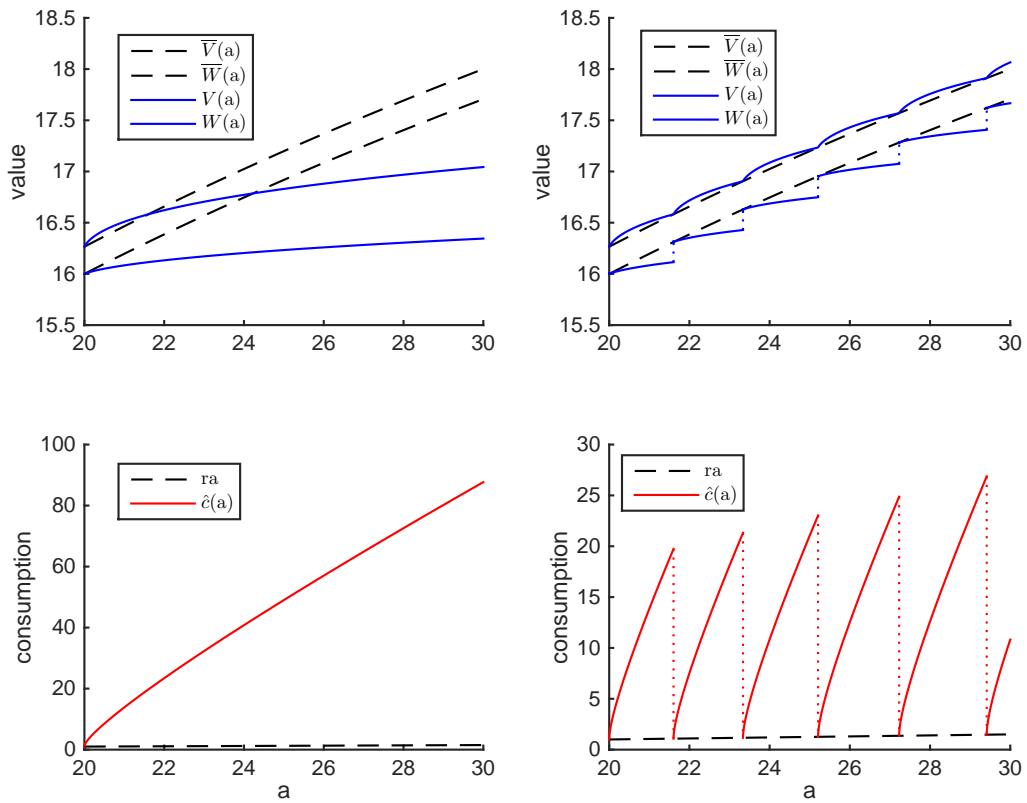 18.5
18
17.5
17
16.5
16
15.5
value
20 22 24 26 28 30
V̅(a)
W̅(a)
V(a)
W(a)
18.5
18
17.5
17
16.5
16
15.5
value
20 22 24 26 28 30
V̅(a)
W̅(a)
V(a)
W(a)
100
80
60
40
20
0
consumption
20 22 24 26 28 30
a
ra
ĉ(a)
30
25
20
15
10
5
0
consumption
20 22 24 26 28 30
a
ra
ĉ(a)